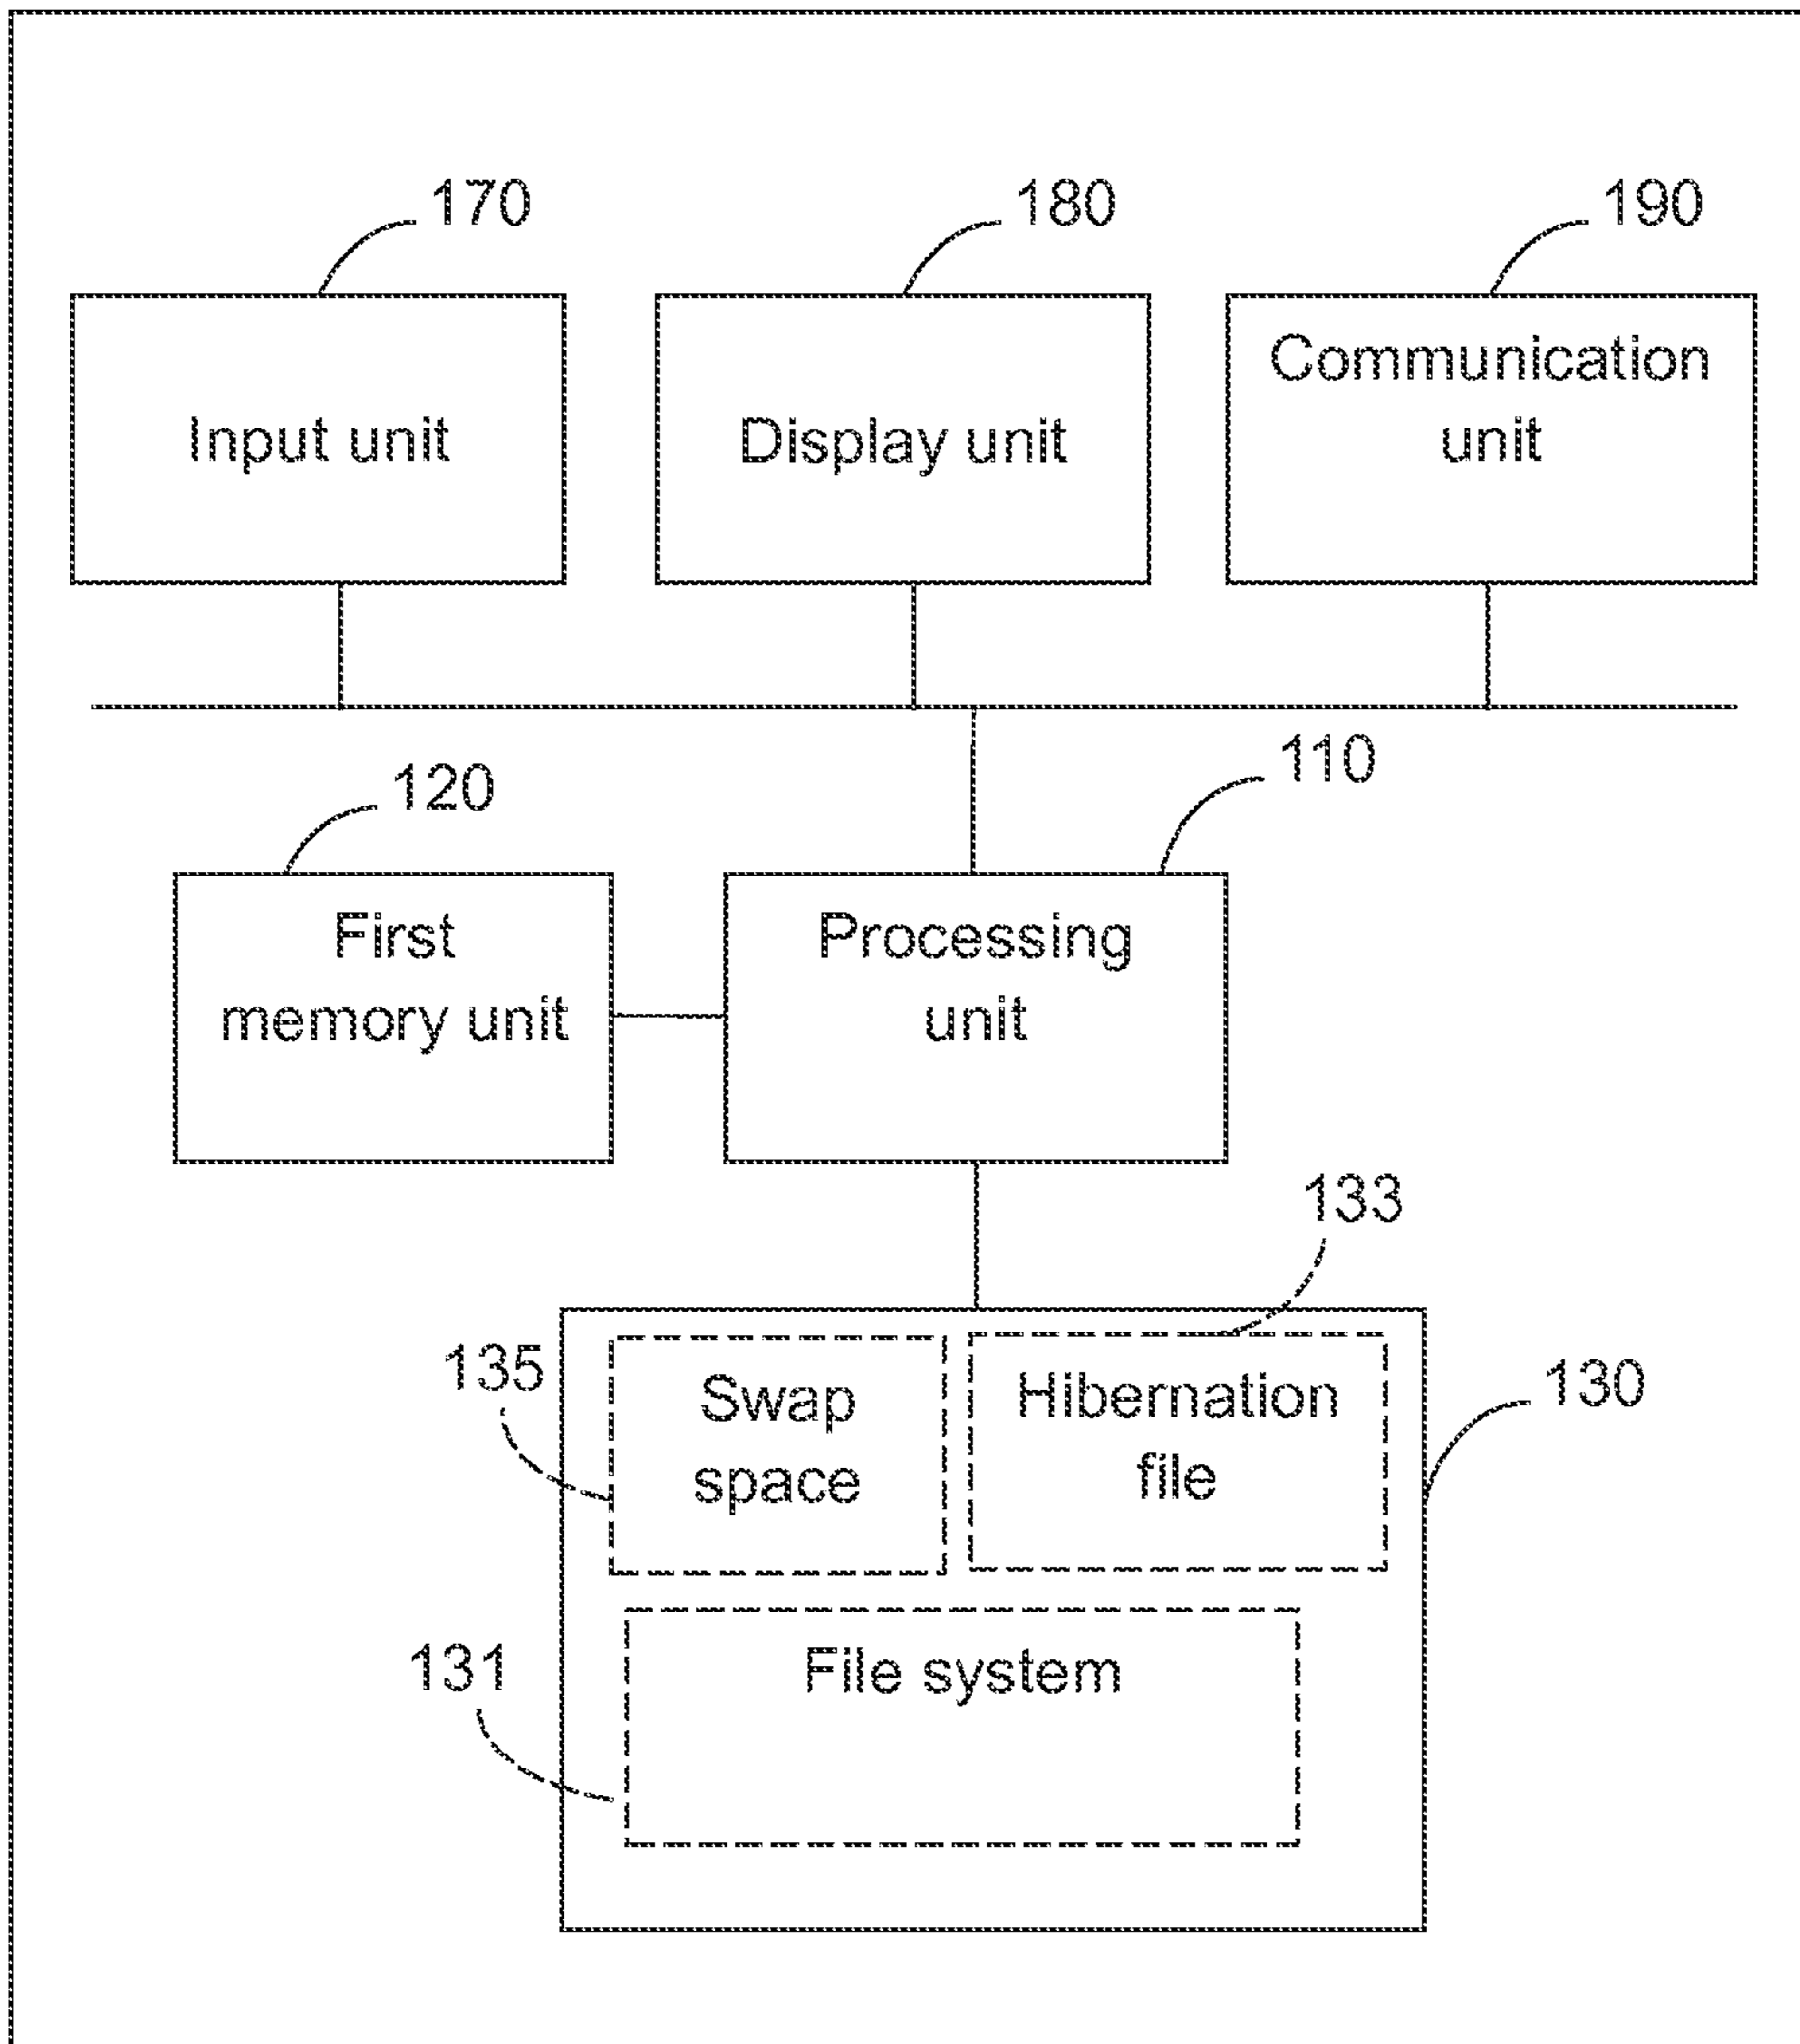 170
180
190
Input unit
Display unit
Communication
unit
120
110
First
memory unit
Processing
unit
133
135
130
Swap
space
Hibernation
file
131
File system